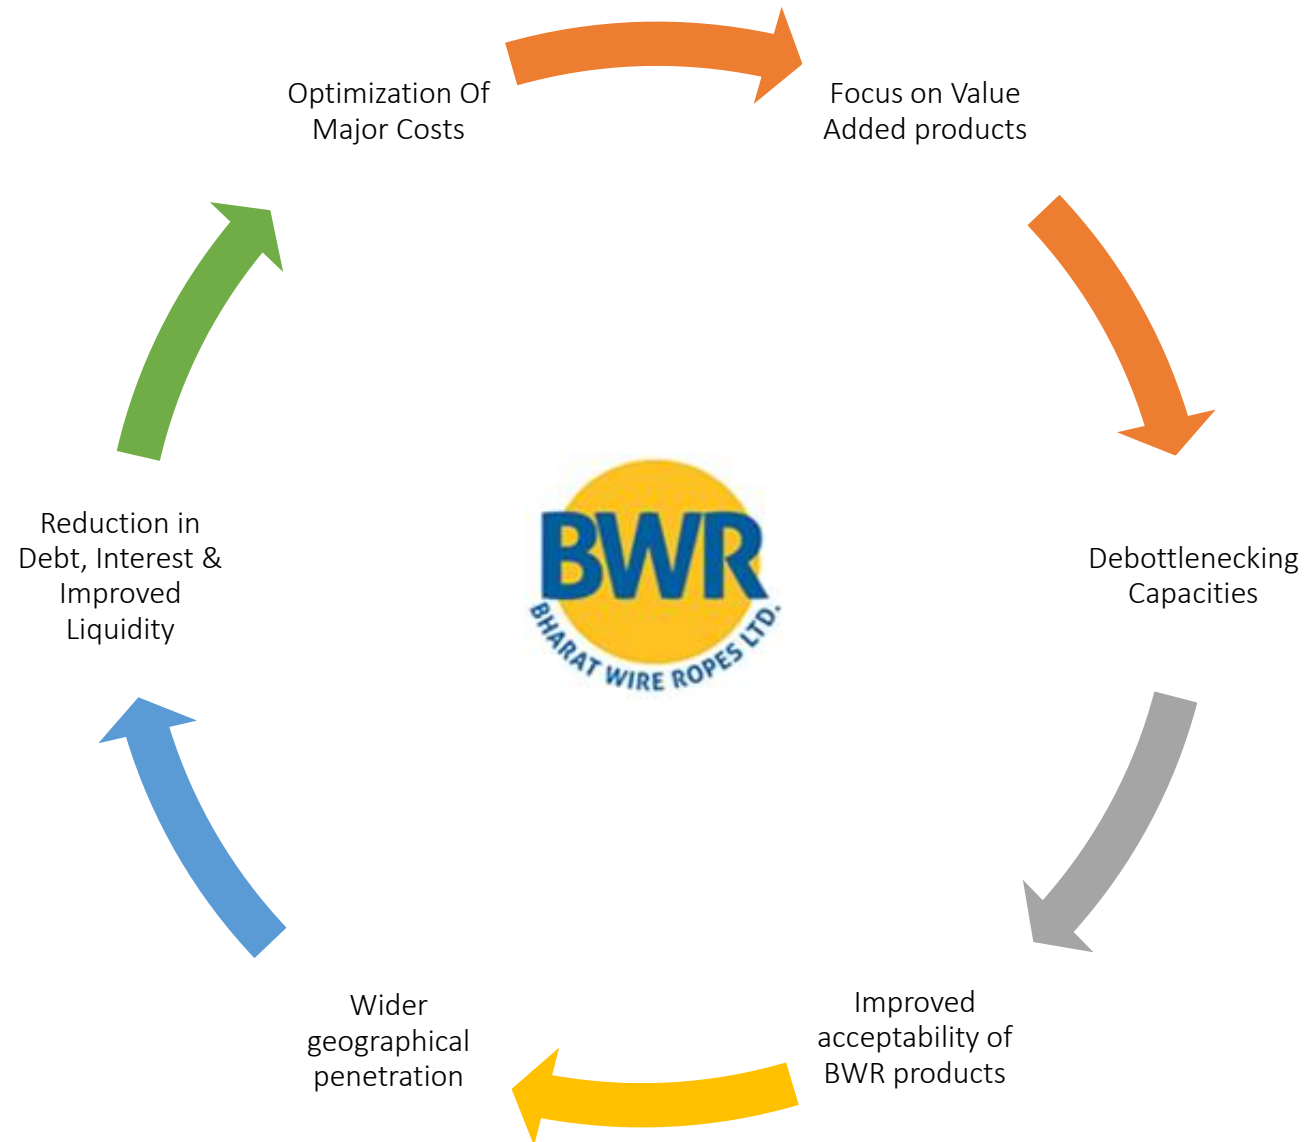 Optimization Of
Major Costs
Focus on Value
Added products
Debottlenecking
Capacities
Improved
acceptability of
BWR products
Wider
geographical
penetration
Reduction in
Debt, Interest &
Improved
Liquidity
BWR
BHARAT WIRE ROPES LTD.